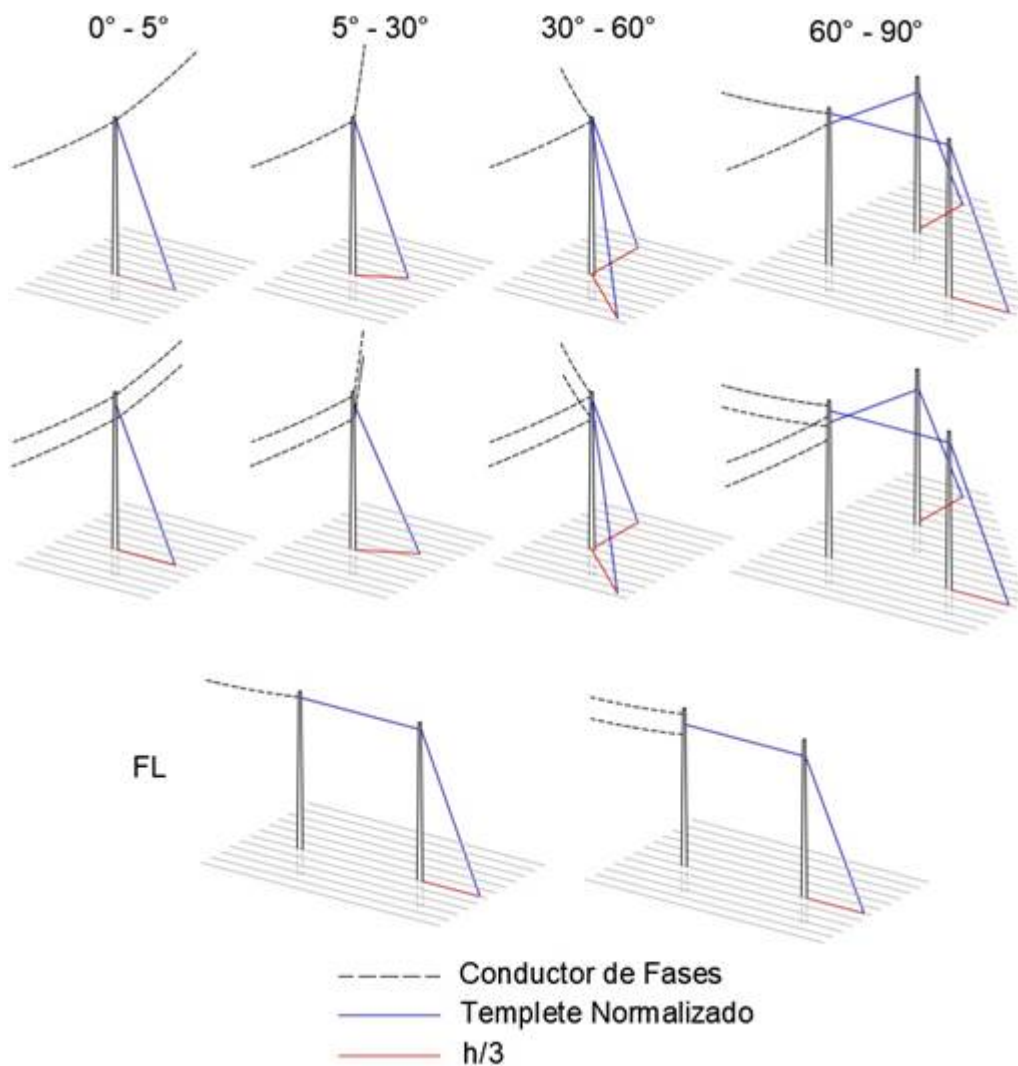 0° - 5°
5° - 30°
30° - 60°
60° - 90°
FL
Conductor de Fases
Templete Normalizado
h/3